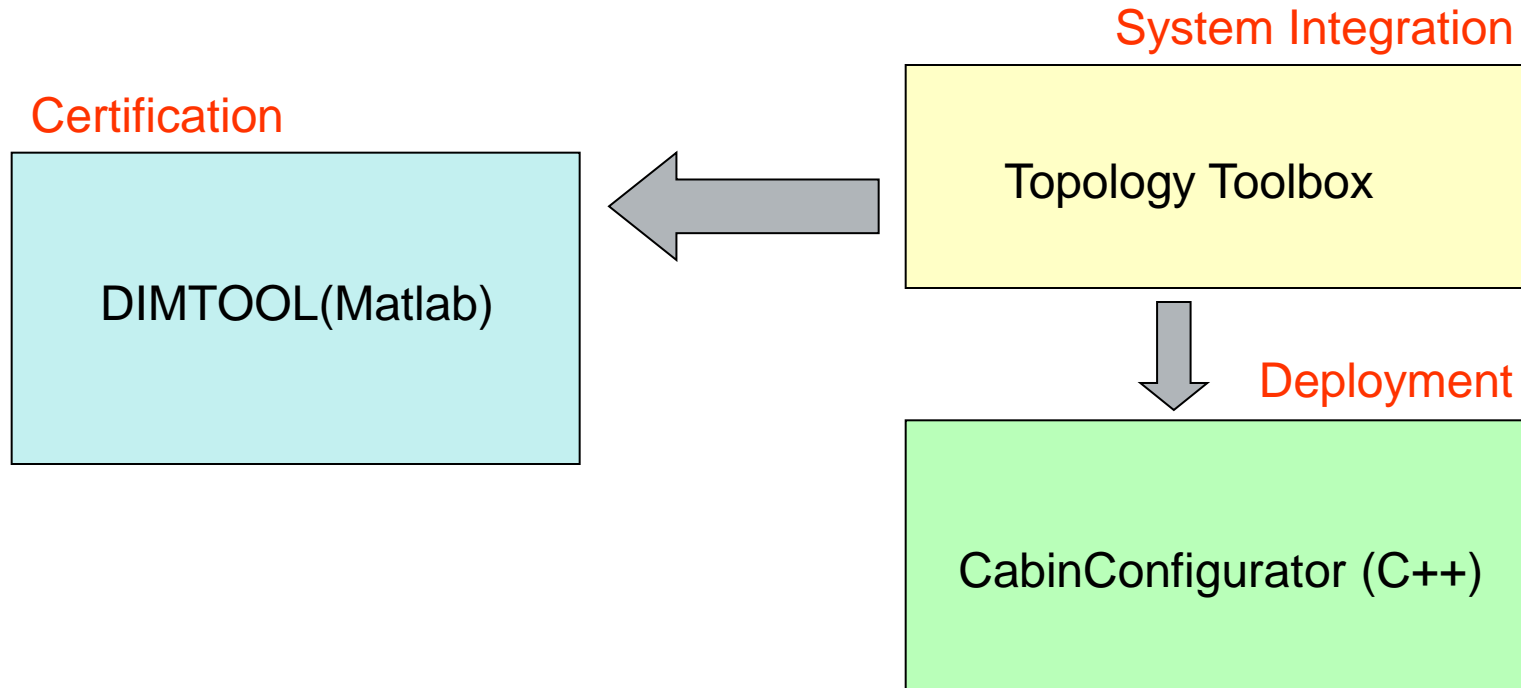 System Integration
Certification
Topology Toolbox
DIMTOOL(Matlab)
Deployment
CabinConfigurator (C++)